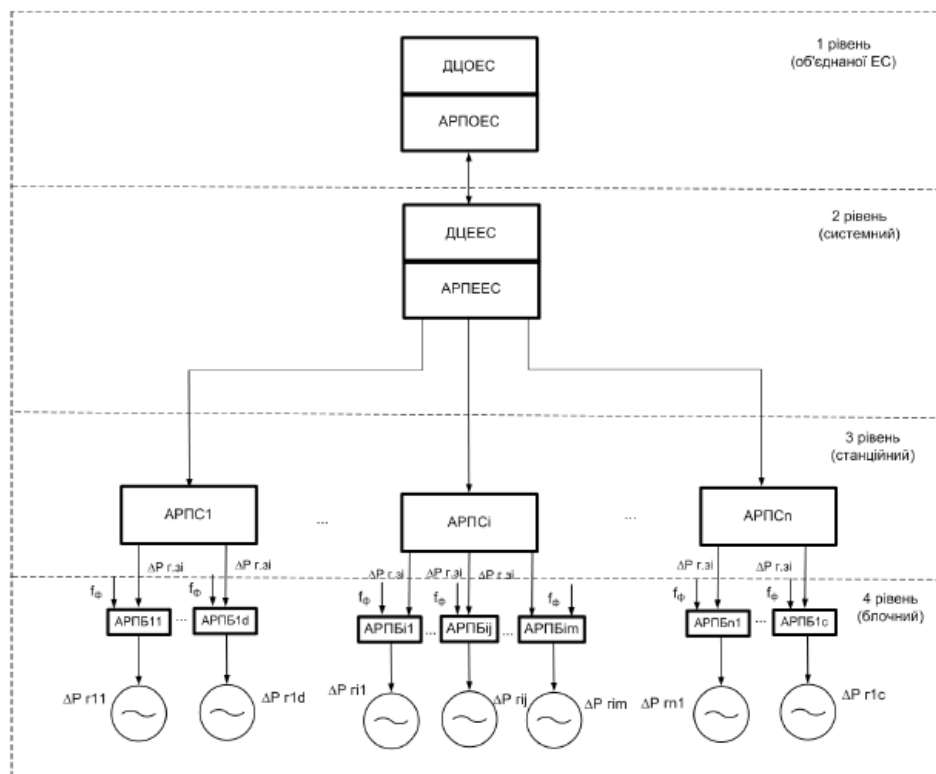 1 рівень
(об'єднаної ЕС)
ДЦОЕС
АРПОЕС
2 рівень
(системний)
ДЦЕЕС
АРПЕЕС
3 рівень
(станційний)
АРПС1
...
АРПСі
...
АРПСn
ΔP г.зі
ΔP г.зі
ΔP г.зі
ΔP г.зі
ΔP г.зі
ΔP г.зі
ΔP г.зі
4 рівень
(блочний)
fф
fф
fф
fф
fф
fф
fф
АРПБ11
...
АРПБ1d
АРПБі1
...
АРПБіj
...
АРПБіm
АРПБn1
...
АРПБ1c
ΔP г11
ΔP г1d
ΔP гі1
ΔP гij
ΔP гіm
ΔP гn1
ΔP г1c